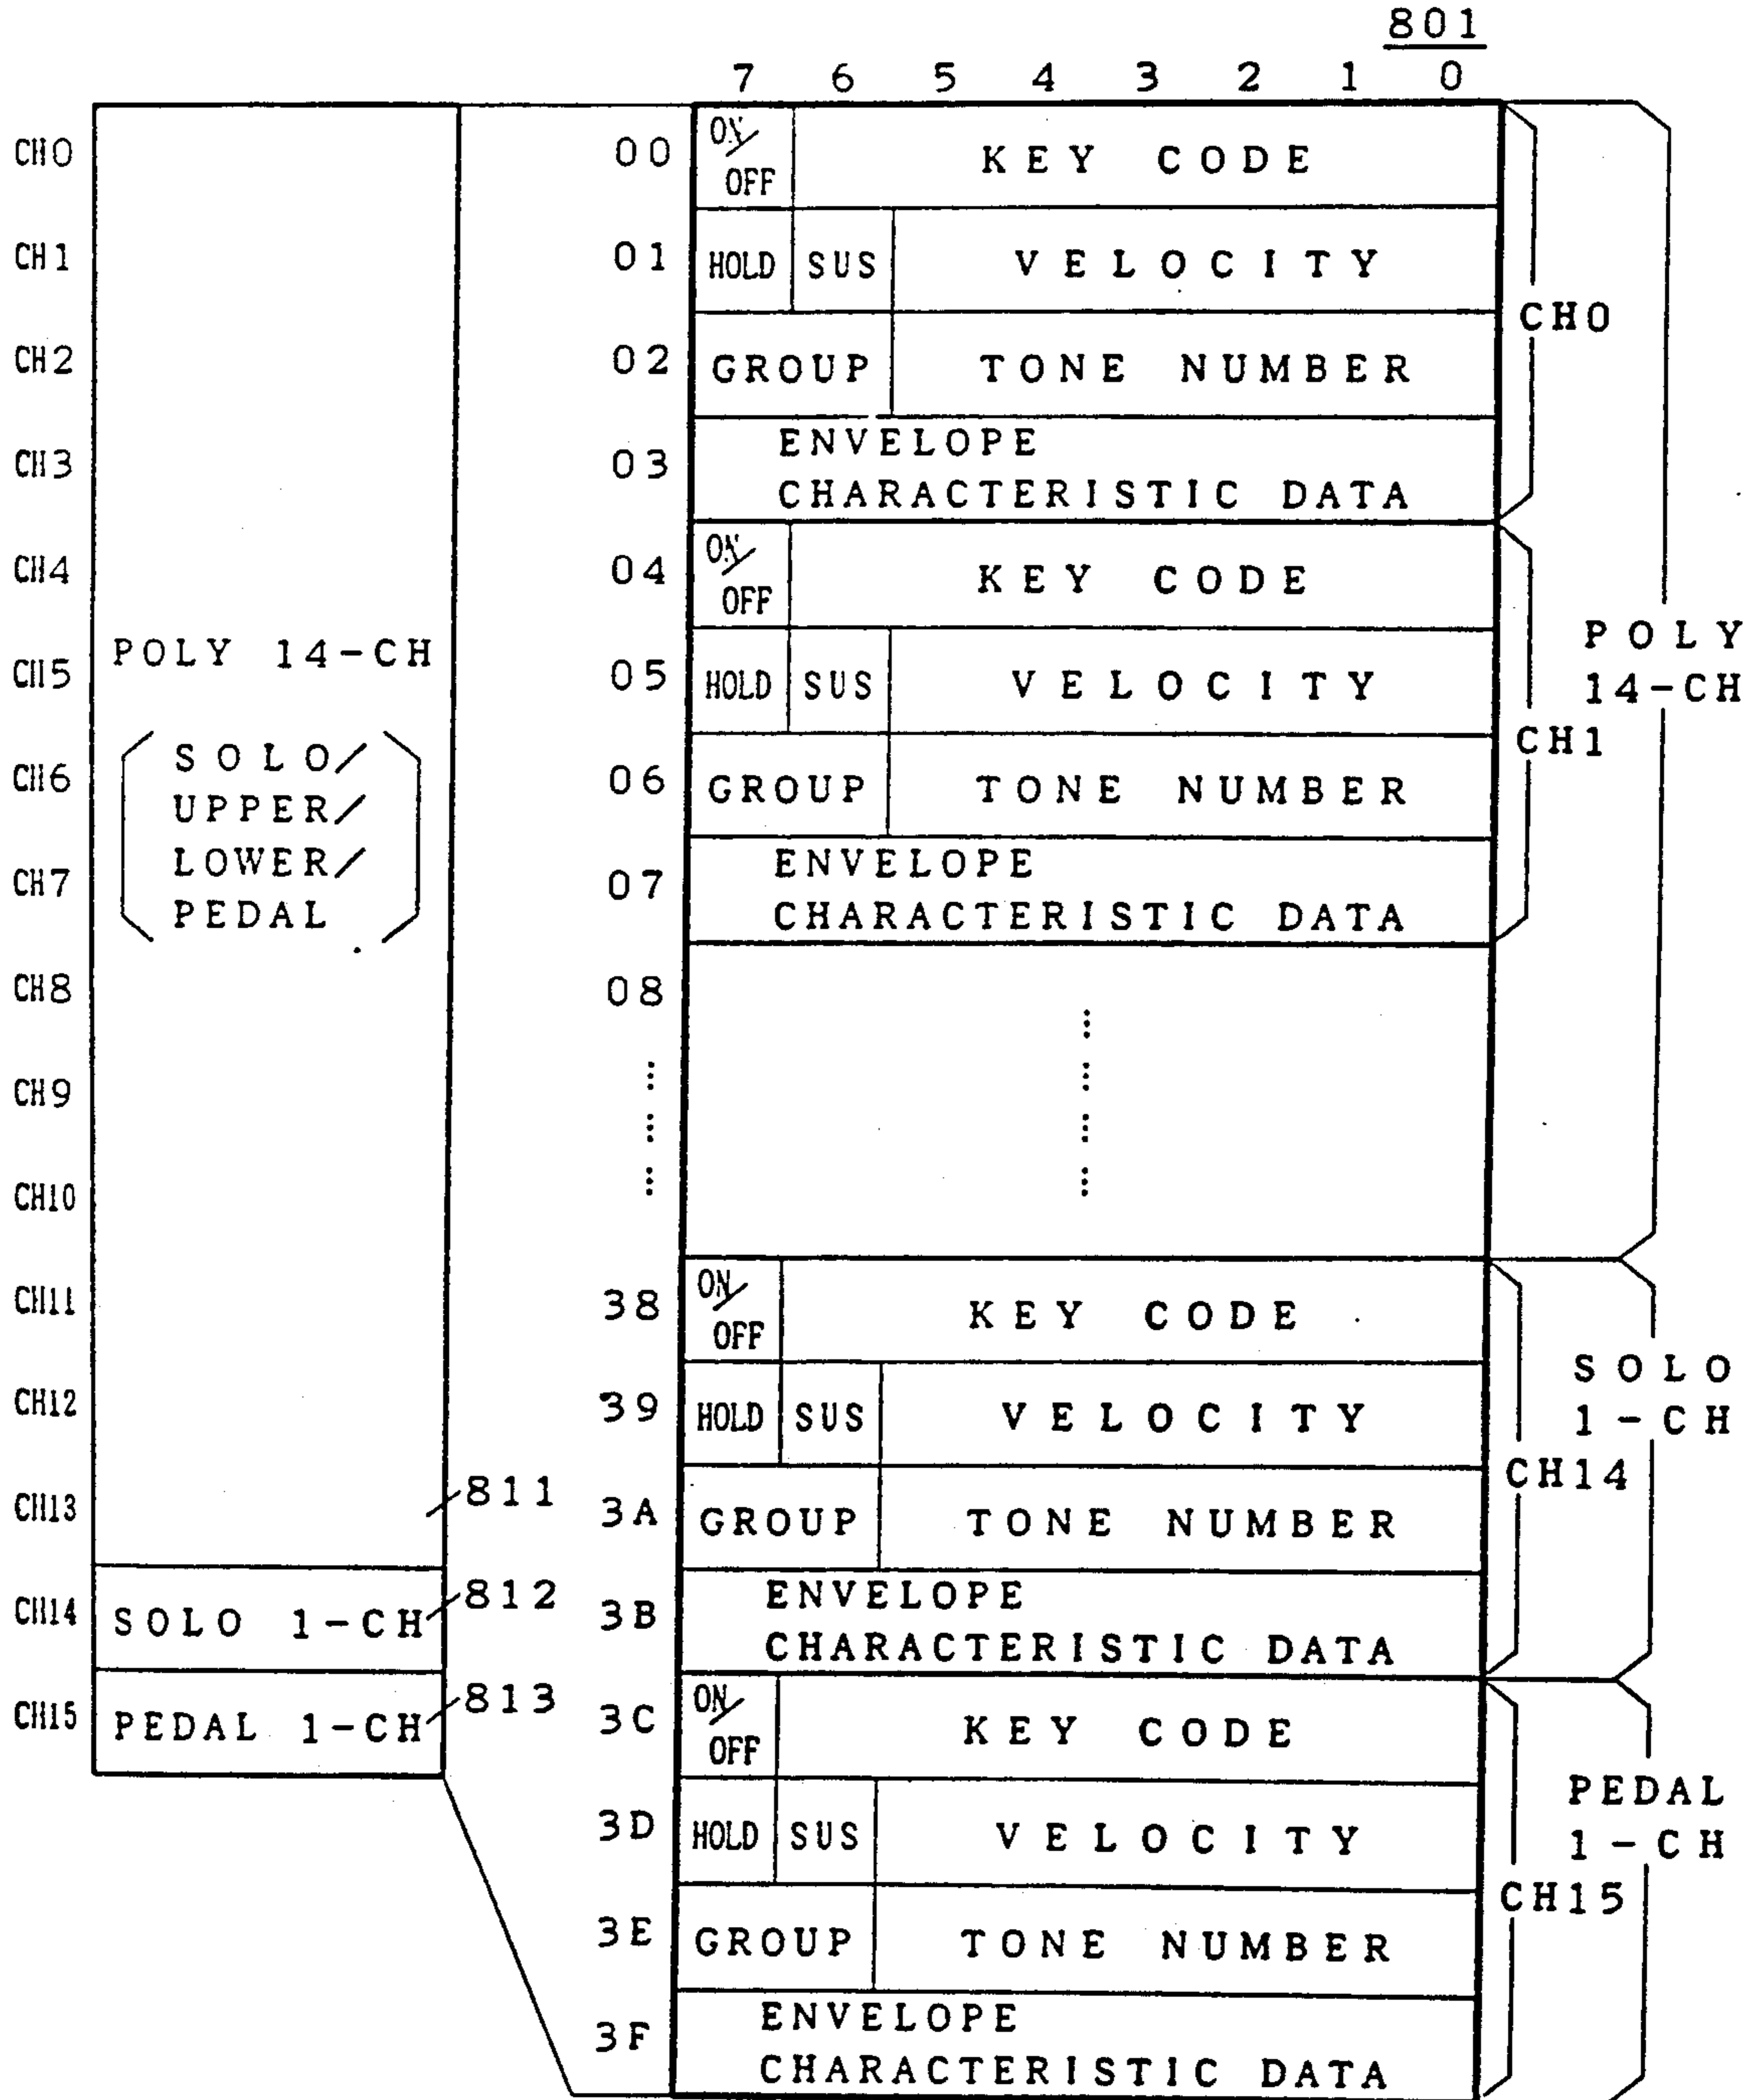 801
7 6 5 4 3 2 1 0
CH0
CH1
CH2
CH3
CH4
CH5
CH6
CH7
CH8
CH9
CH10
CH11
CH12
CH13
CH14
CH15
POLY 14-CH
SOLO/
UPPER/
LOWER/
PEDAL
811
SOLO 1-CH
812
PEDAL 1-CH
813
00 ON/OFF KEY CODE
01 HOLD SUS VELOCITY
02 GROUP TONE NUMBER
03 ENVELOPE
CHARACTERISTIC DATA
CH0
04 ON/OFF KEY CODE
05 HOLD SUS VELOCITY
06 GROUP TONE NUMBER
07 ENVELOPE
CHARACTERISTIC DATA
CH1
08
POLY
14-CH
38 ON/OFF KEY CODE
39 HOLD SUS VELOCITY
3A GROUP TONE NUMBER
3B ENVELOPE
CHARACTERISTIC DATA
CH14
SOLO
1-CH
3C ON/OFF KEY CODE
3D HOLD SUS VELOCITY
3E GROUP TONE NUMBER
3F ENVELOPE
CHARACTERISTIC DATA
CH15
PEDAL
1-CH